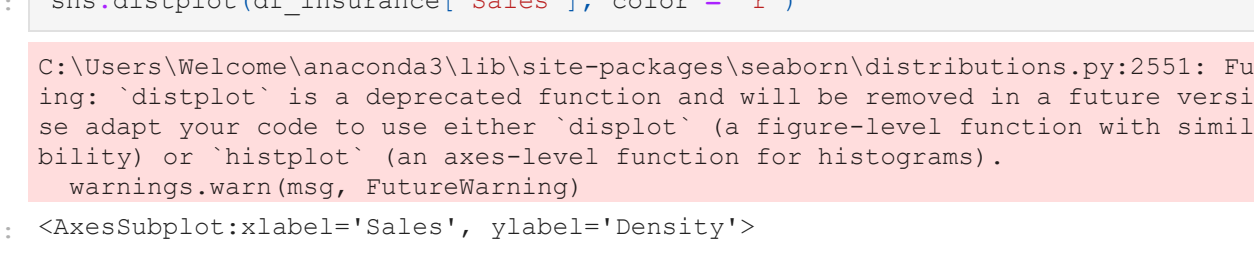 sns.distplot(df_insurance['Sales'], color = 'r')
C:\Users\Welcome\anaconda3\lib\site-packages\seaborn\distributions.py:2551: Fu
ing: `distplot` is a deprecated function and will be removed in a future versi
se adapt your code to use either `displot` (a figure-level function with simil
bility) or `histplot` (an axes-level function for histograms).
warnings.warn(msg, FutureWarning)
: <AxesSubplot:xlabel='Sales', ylabel='Density'>